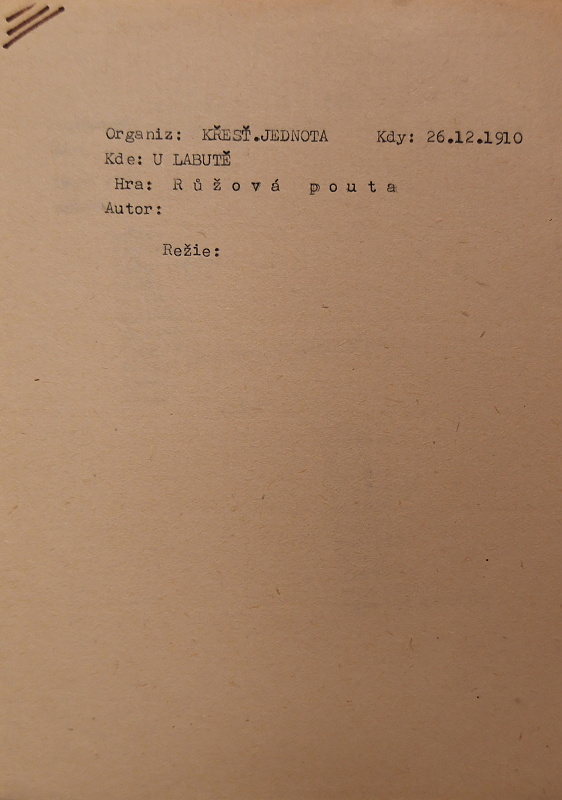 Organiz: KŘESŤ.JEDNOTA Kdy: 26.12.1910
Kde: U LABUTĚ
Hra: R ů ž o v á p o u t a
Autor:
Režie: